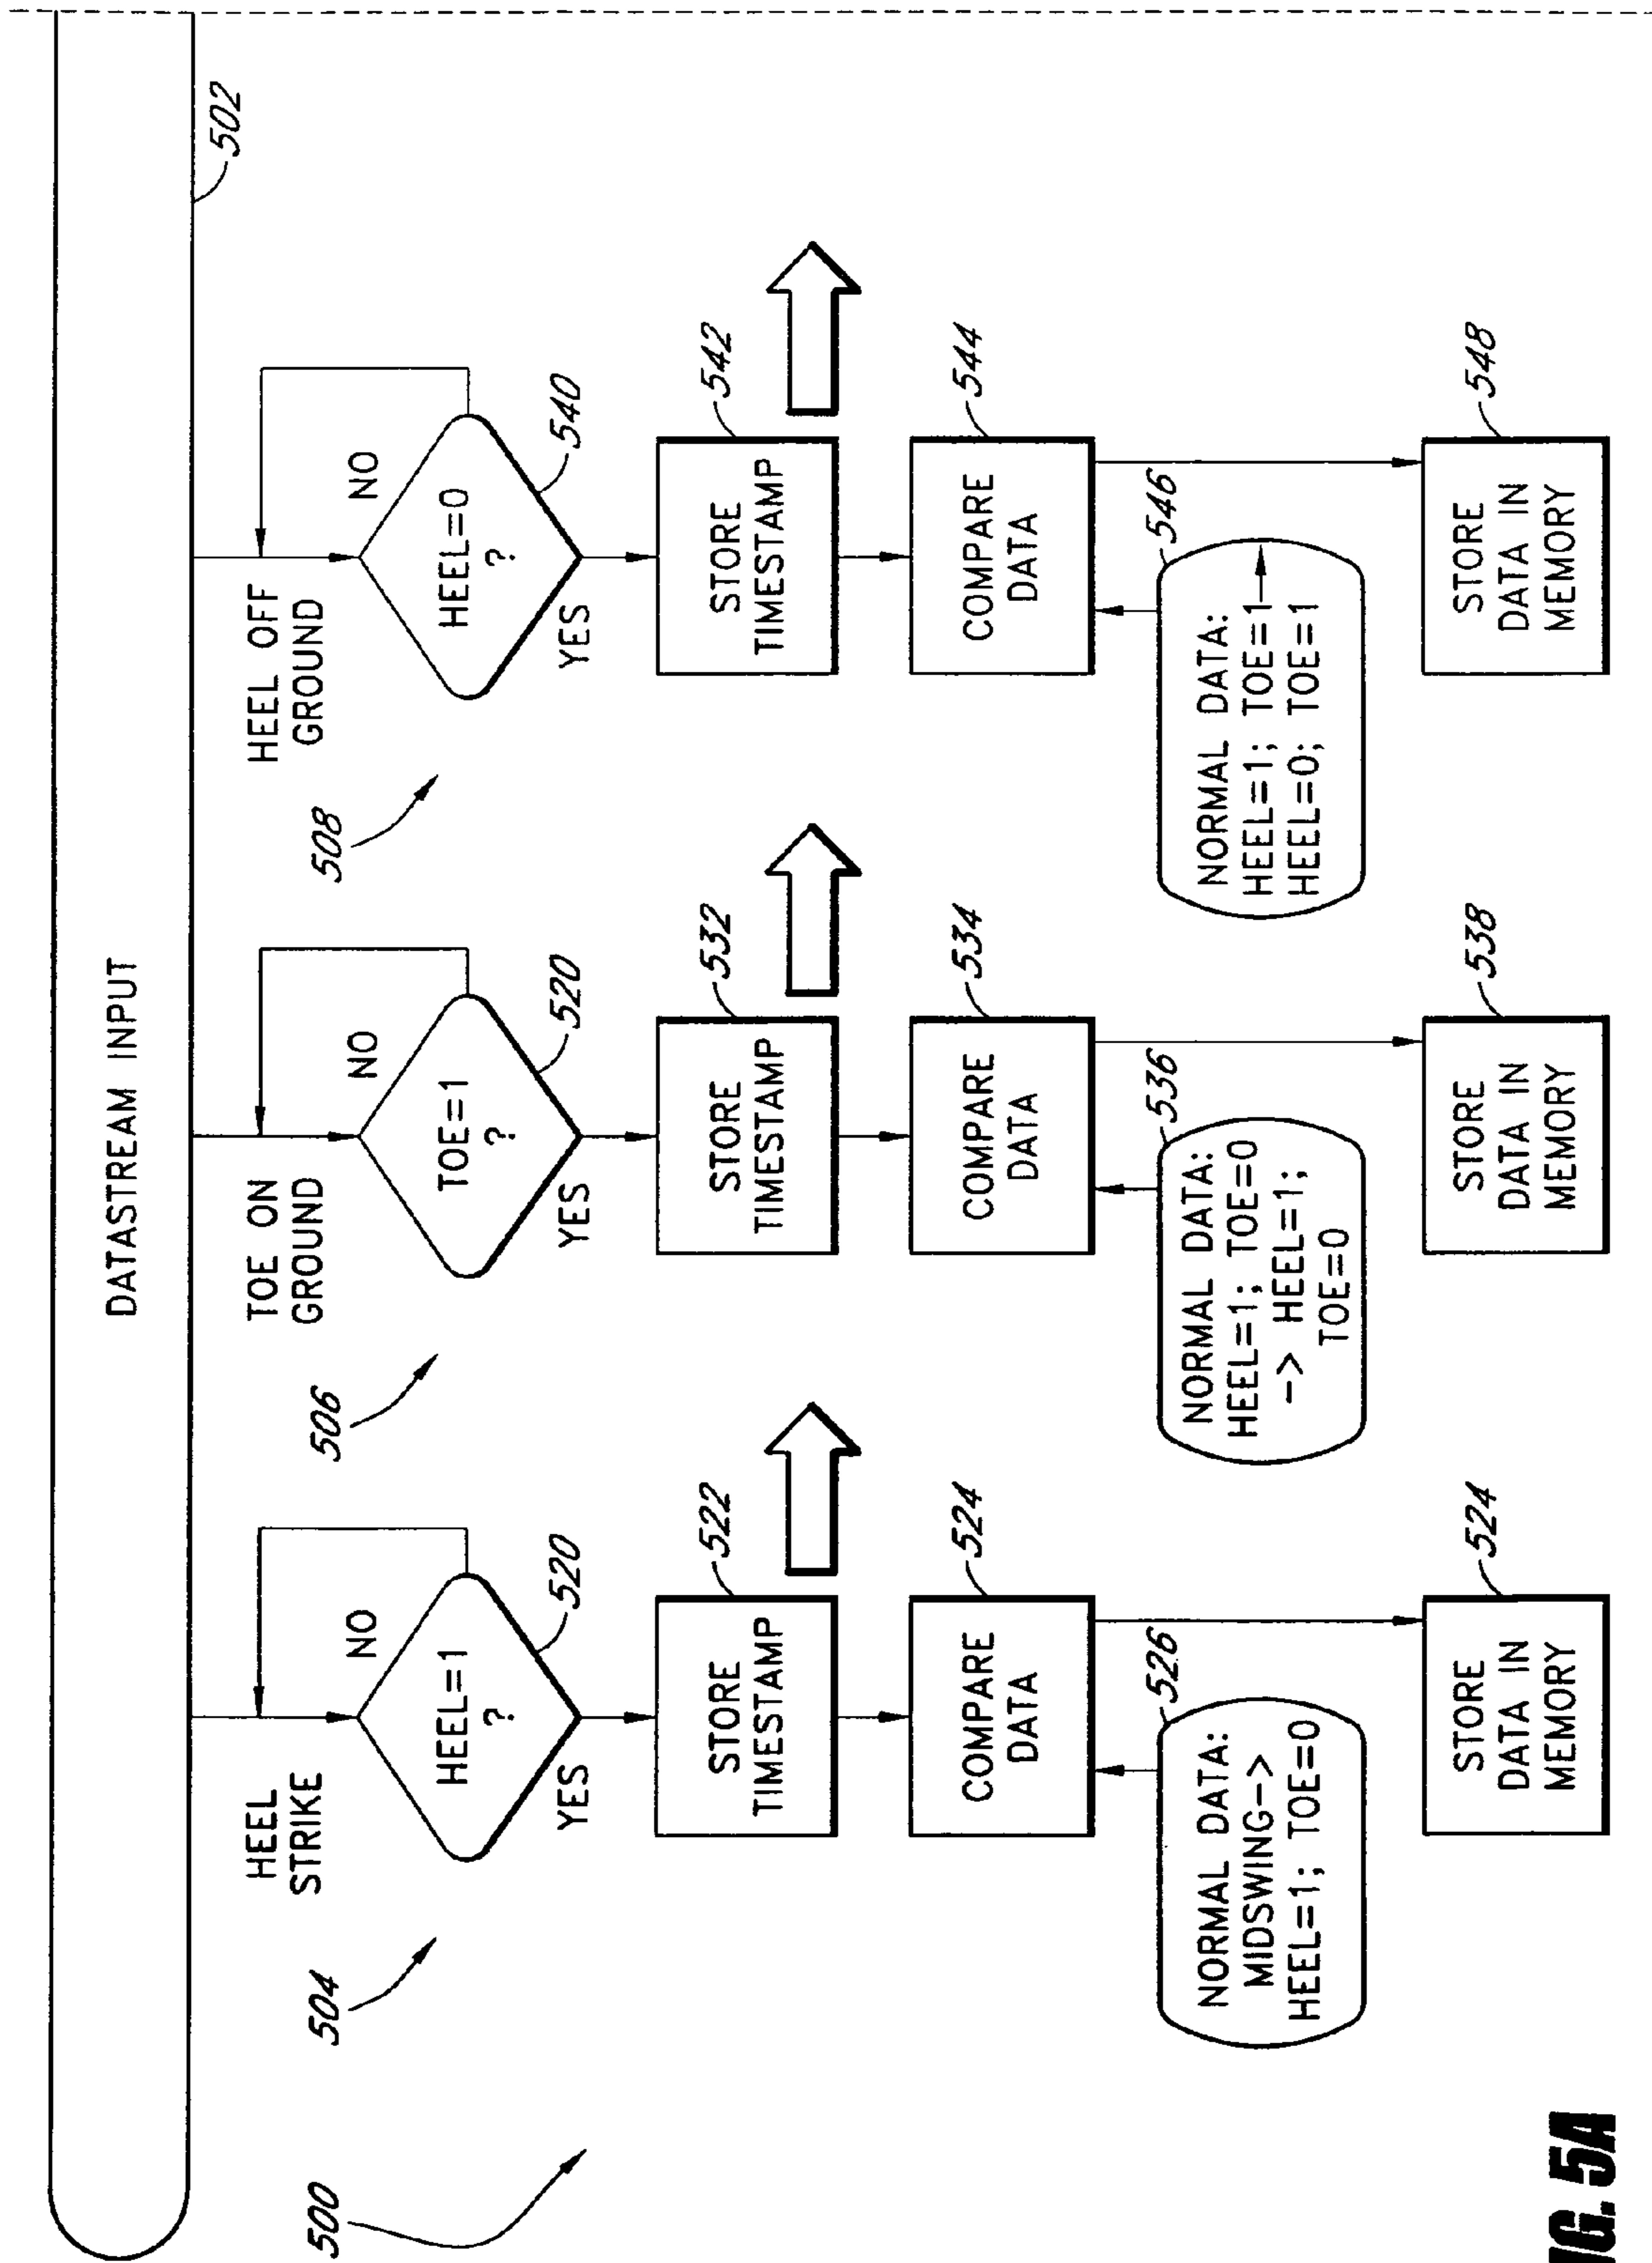 DATASTREAM INPUT
502
500
504
HEEL
STRIKE
NO
HEEL=1
?
520
YES
STORE
TIMESTAMP
522
COMPARE
DATA
524
NORMAL DATA:
MIDSWING->
HEEL=1; TOE=0
526
STORE
DATA IN
MEMORY
524
506
TOE ON
GROUND
NO
TOE=1
?
520
YES
STORE
TIMESTAMP
532
COMPARE
DATA
534
NORMAL DATA:
HEEL=1; TOE=0
-> HEEL=1;
TOE=0
536
STORE
DATA IN
MEMORY
538
508
HEEL OFF
GROUND
NO
HEEL=0
?
540
YES
STORE
TIMESTAMP
542
COMPARE
DATA
544
NORMAL DATA:
HEEL=1; TOE=1→
HEEL=0; TOE=1
546
STORE
DATA IN
MEMORY
548
FIG. 5A